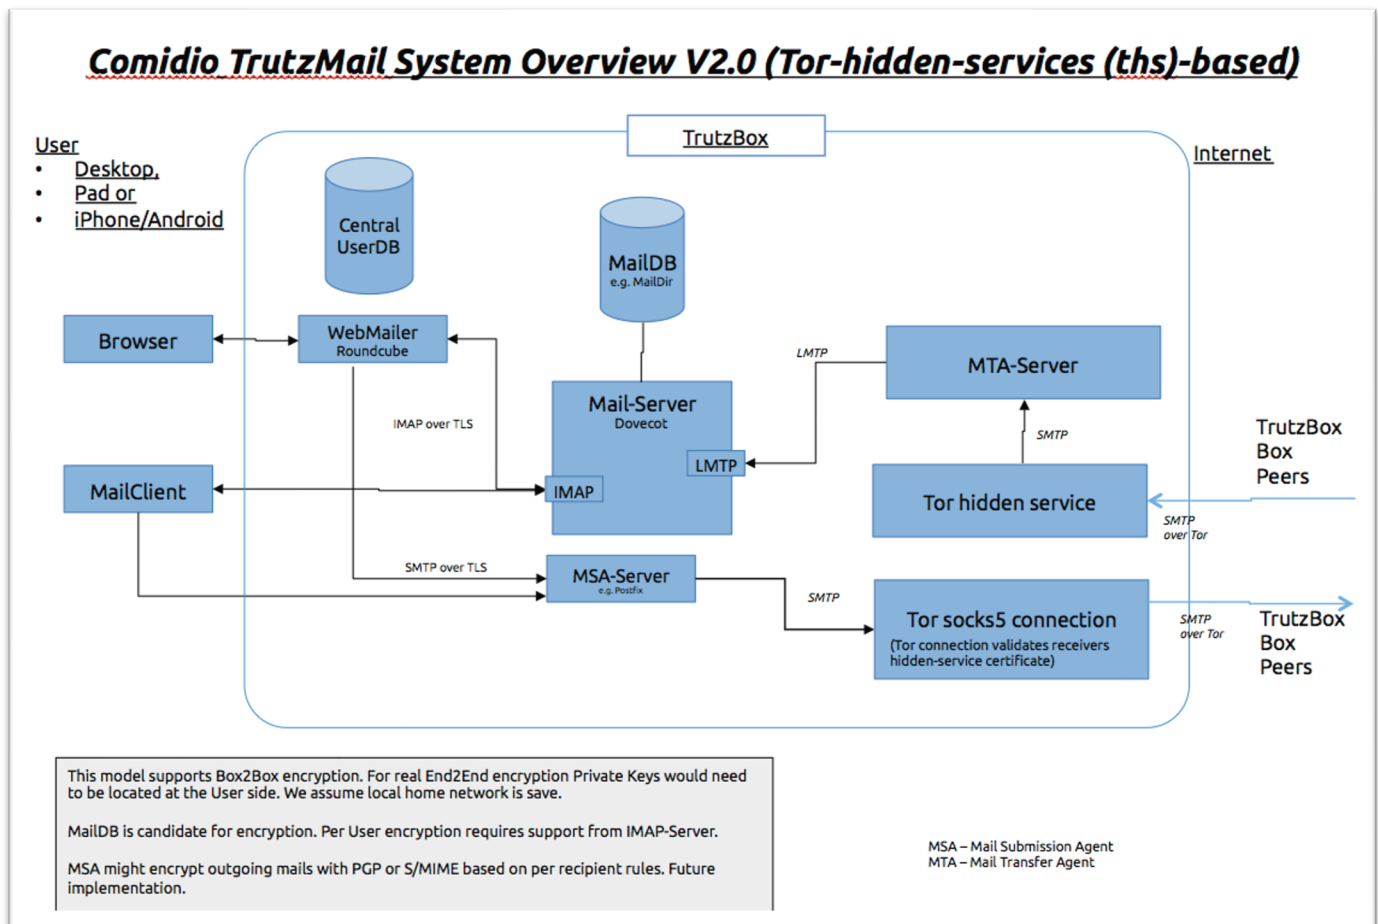 Comidio TrutzMail System Overview V2.0 (Tor-hidden-services (ths)-based)
TrutzBox
User
• Desktop,
• Pad or
• iPhone/Android
Internet
Central
UserDB
MailDB
e.g. MailDir
Browser
WebMailer
Roundcube
LMTP
MTA-Server
Mail-Server
Dovecot
IMAP over TLS
SMTP
LMTP
TrutzBox
Box
Peers
MailClient
IMAP
Tor hidden service
SMTP
over Tor
SMTP over TLS
MSA-Server
e.g. Postfix
SMTP
Tor socks5 connection
(Tor connection validates receivers
hidden-service certificate)
SMTP
over Tor
TrutzBox
Box
Peers
This model supports Box2Box encryption. For real End2End encryption Private Keys would need
to be located at the User side. We assume local home network is save.
MailDB is candidate for encryption. Per User encryption requires support from IMAP-Server.
MSA might encrypt outgoing mails with PGP or S/MIME based on per recipient rules. Future
implementation.
MSA – Mail Submission Agent
MTA – Mail Transfer Agent